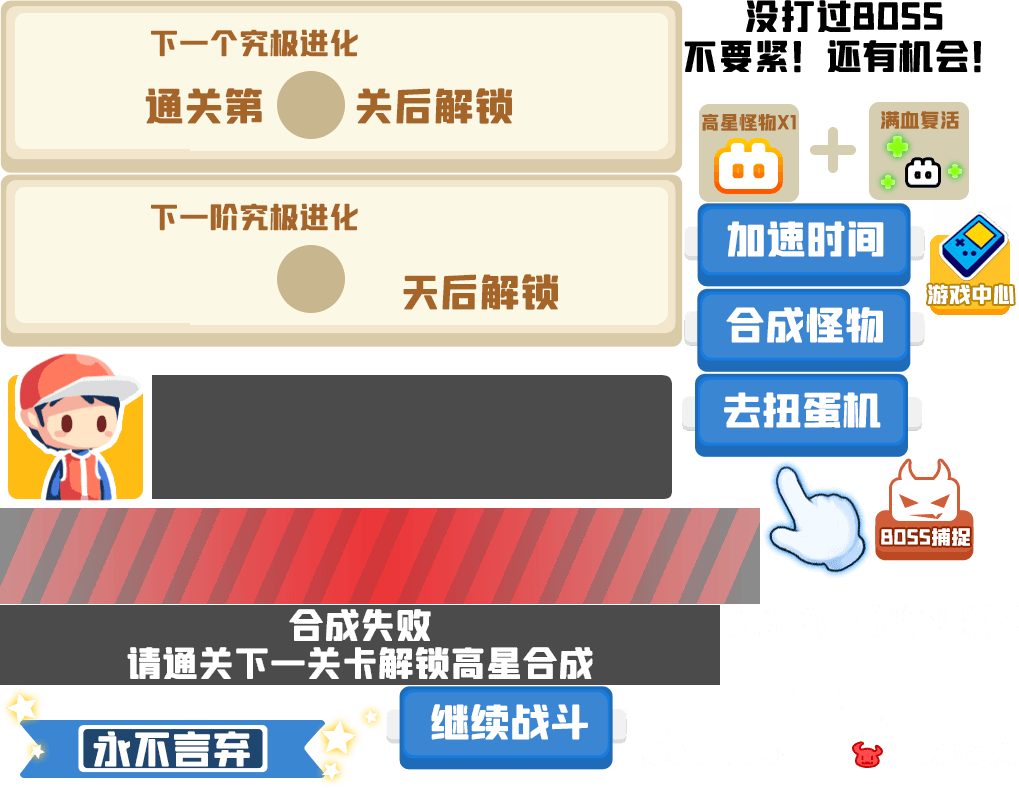 下一个究极进化
通关第 关后解锁
下一阶究极进化
天后解锁
没打过BOSS
不要紧！还有机会！
高星怪物X1
满血复活
加速时间
合成怪物
去扭蛋机
游戏中心
BOSS捕捉
合成失败
请通关下一关卡解锁高星合成
永不言弃
继续战斗